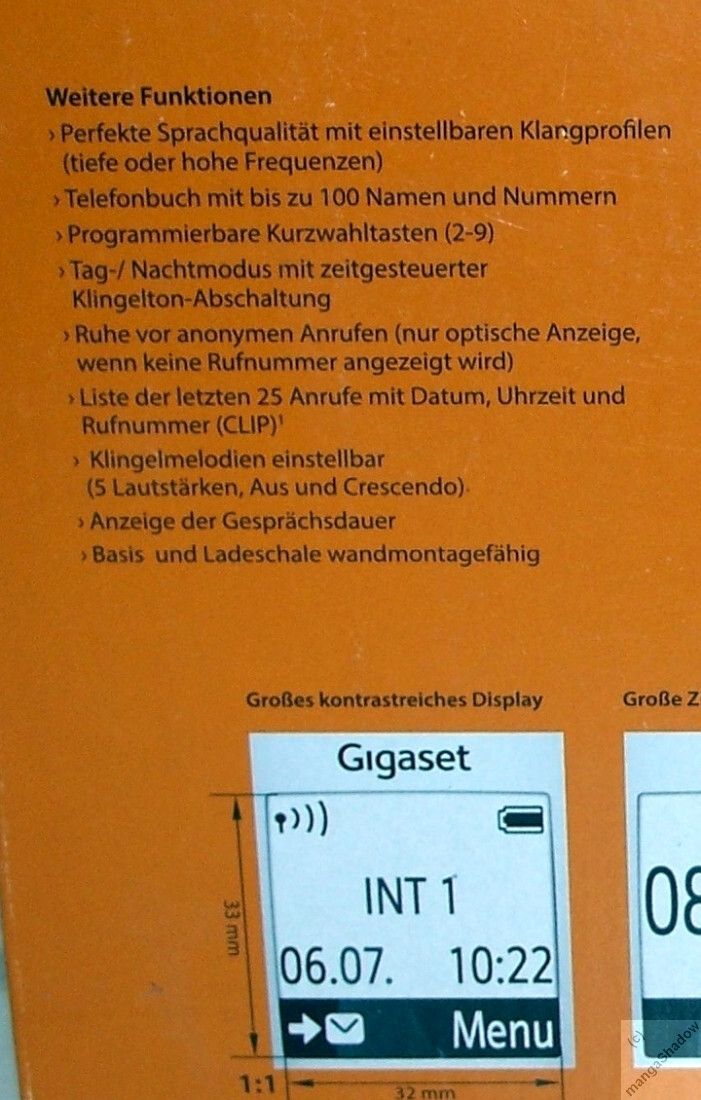 Weitere Funktionen
› Perfekte Sprachqualität mit einstellbaren Klangprofilen
(tiefe oder hohe Frequenzen)
› Telefonbuch mit bis zu 100 Namen und Nummern
› Programmierbare Kurzwahltasten (2-9)
› Tag-/ Nachtmodus mit zeitgesteuerter
Klingelton-Abschaltung
› Ruhe vor anonymen Anrufen (nur optische Anzeige,
wenn keine Rufnummer angezeigt wird)
› Liste der letzten 25 Anrufe mit Datum, Uhrzeit und
Rufnummer (CLIP)¹
› Klingelmelodien einstellbar
(5 Lautstärken, Aus und Crescendo)
› Anzeige der Gesprächsdauer
› Basis und Ladeschale wandmontagefähig
Großes kontrastreiches Display
Große Z
Gigaset
INT 1
08
33 mm
06.07. 10:22
Menu
1:1
32 mm
(c)
mangaShadow